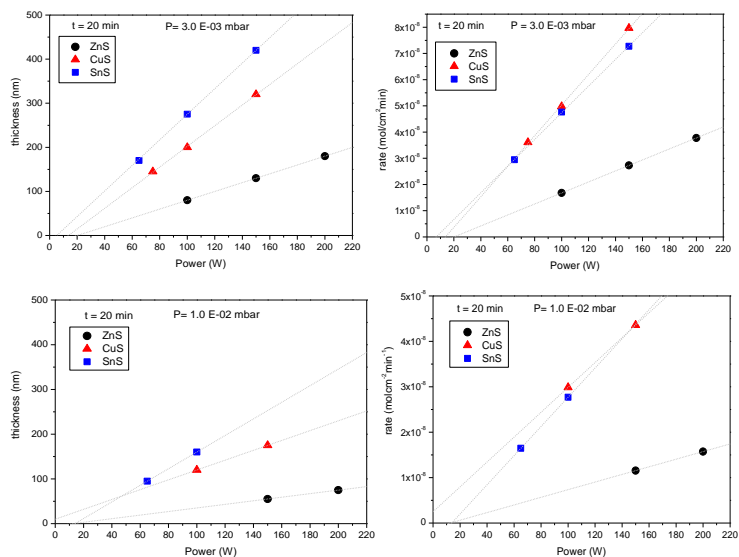 t = 20 min
P= 3.0 E-03 mbar
ZnS
CuS
SnS
thickness (nm)
500
400
300
200
100
0
0 20 40 60 80 100 120 140 160 180 200 220
Power (W)
t = 20 min
P= 3.0 E-03 mbar
ZnS
CuS
SnS
rate (mol/cm²min)
8x10⁻⁸
7x10⁻⁸
6x10⁻⁸
5x10⁻⁸
4x10⁻⁸
3x10⁻⁸
2x10⁻⁸
1x10⁻⁸
0
0 20 40 60 80 100 120 140 160 180 200 220
Power (W)
t = 20 min
P= 1.0 E-02 mbar
ZnS
CuS
SnS
thickness (nm)
500
400
300
200
100
0
0 20 40 60 80 100 120 140 160 180 200 220
Power (W)
t = 20 min
P= 1.0 E-02 mbar
ZnS
CuS
SnS
rate (molcm⁻²min⁻¹)
5x10⁻⁸
4x10⁻⁸
3x10⁻⁸
2x10⁻⁸
1x10⁻⁸
0
0 20 40 60 80 100 120 140 160 180 200 220
Power (W)